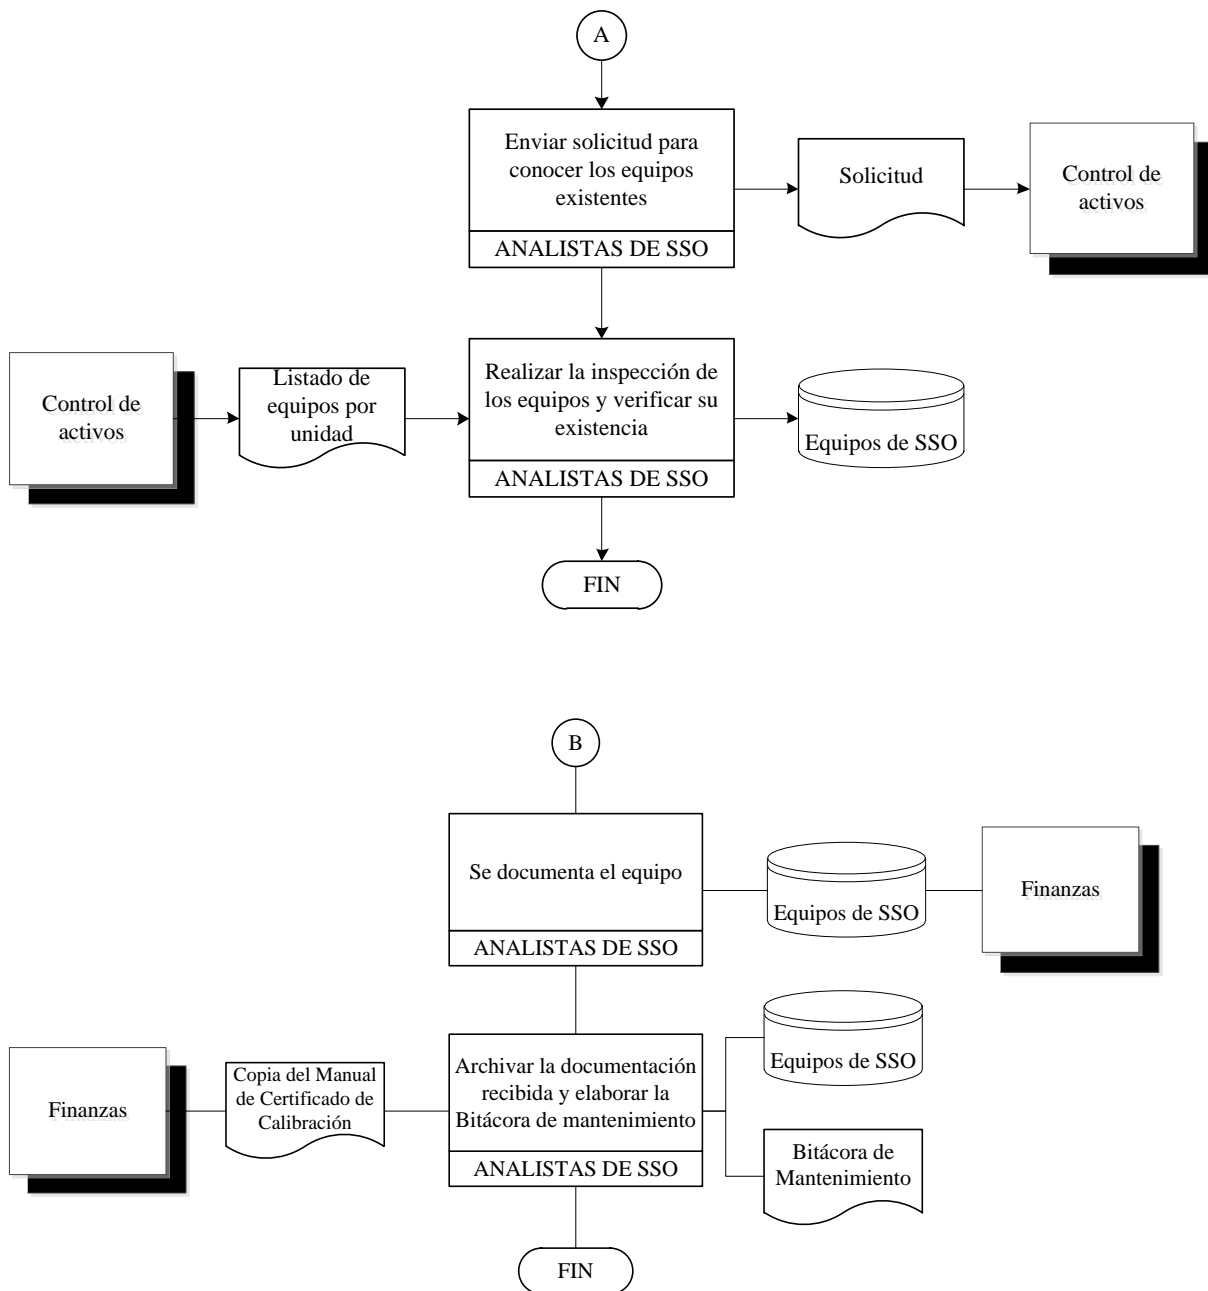 A
Enviar solicitud para
conocer los equipos
existentes
ANALISTAS DE SSO
Solicitud
Control de
activos
Control de
activos
Listado de
equipos por
unidad
Realizar la inspección de
los equipos y verificar su
existencia
ANALISTAS DE SSO
Equipos de SSO
FIN
B
Se documenta el equipo
ANALISTAS DE SSO
Equipos de SSO
Finanzas
Finanzas
Copia del Manual
de Certificado de
Calibración
Archivar la documentación
recibida y elaborar la
Bitácora de mantenimiento
ANALISTAS DE SSO
Equipos de SSO
Bitácora de
Mantenimiento
FIN